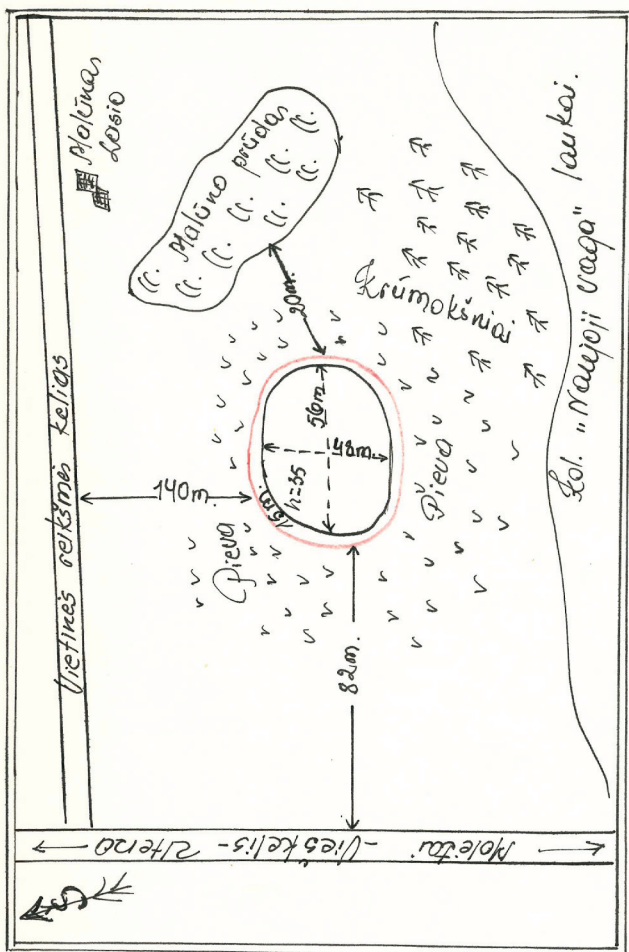 Malūnas
Malūno prūdas
20m.
Krūmokšniai
Kol. „Naujoji vaga" laukai.
Vietinės reikšmės kelias
56m
48m.
h=35
15m.
140m.
Pieva
Pieva
82m.
Molėtai - Vieškelis - Utena